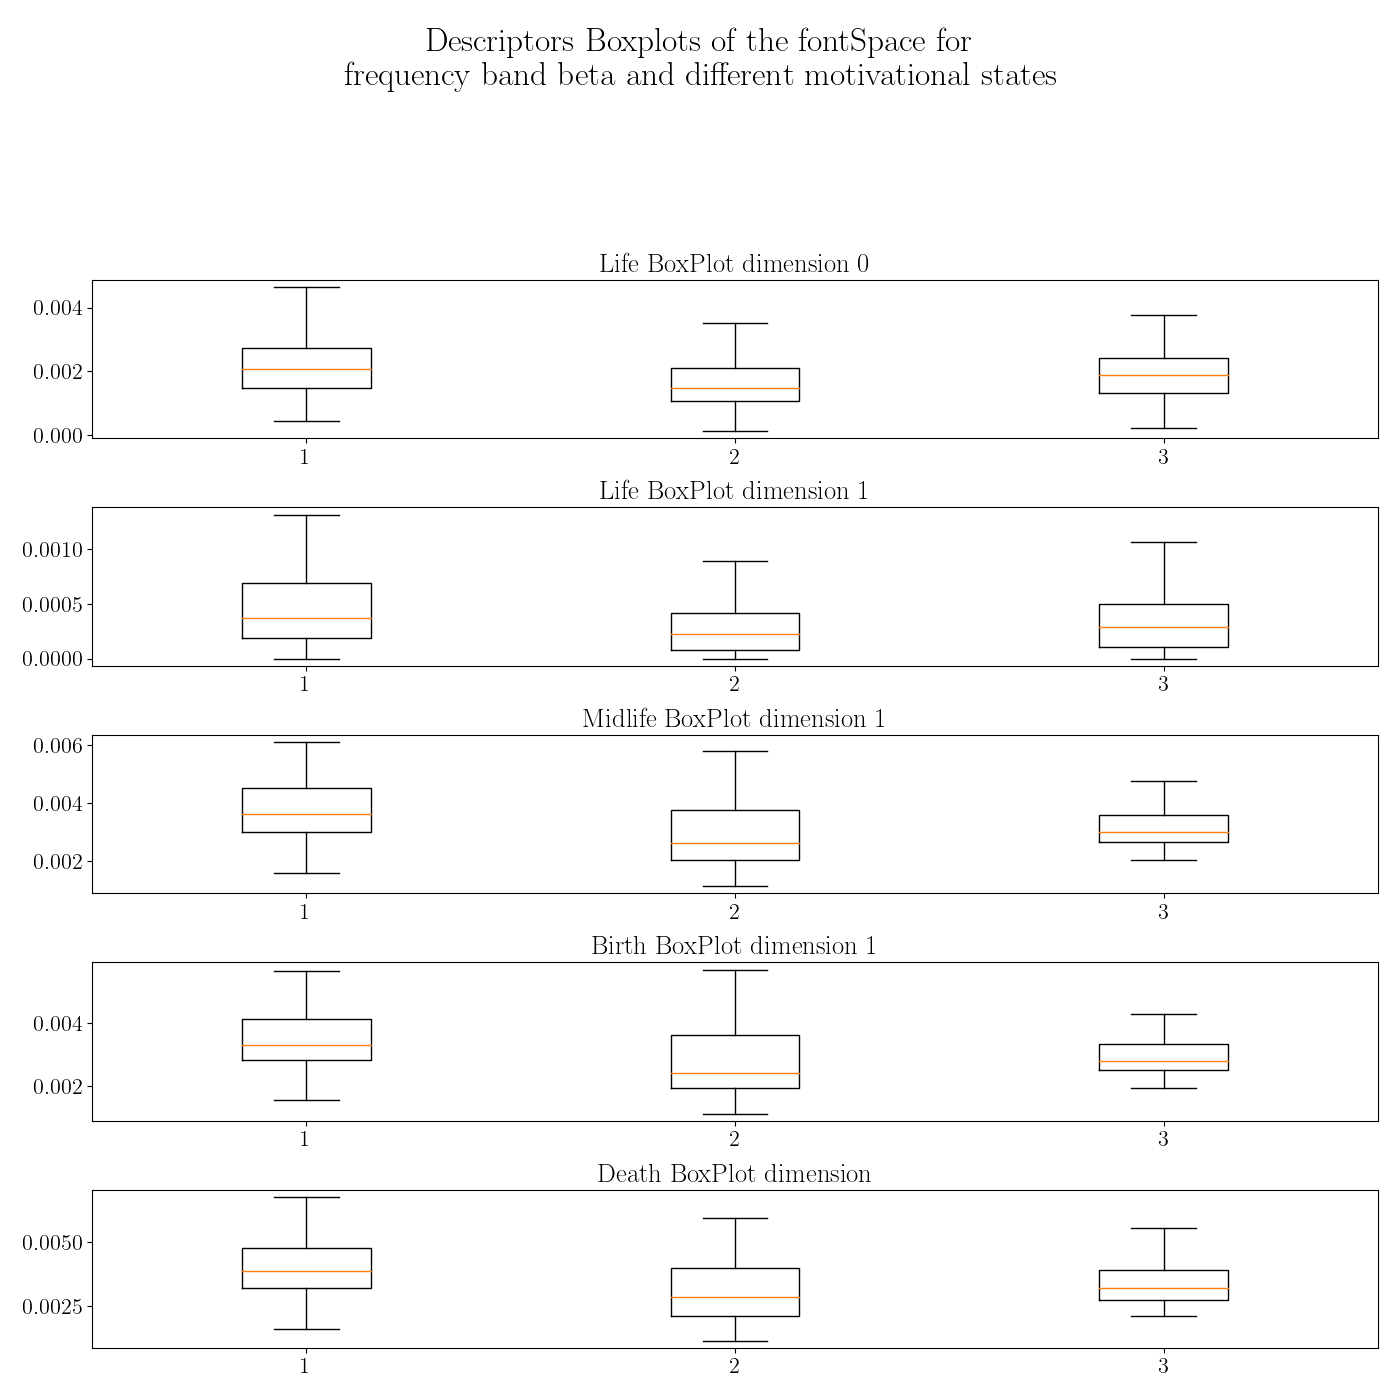 Descriptors Boxplots of the fontSpace for
frequency band beta and different motivational states
Life BoxPlot dimension 0
0.004
0.002
0.000
1 2 3
Life BoxPlot dimension 1
0.0010
0.0005
0.0000
1 2 3
Midlife BoxPlot dimension 1
0.006
0.004
0.002
1 2 3
Birth BoxPlot dimension 1
0.004
0.002
1 2 3
Death BoxPlot dimension
0.0050
0.0025
1 2 3